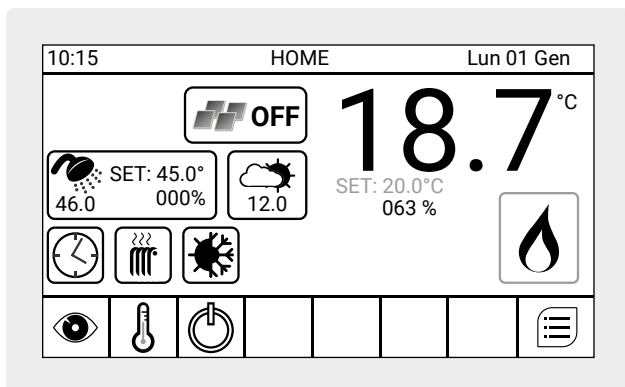 10:15 HOME Lun 01 Gen
OFF
18.7 °C
SET: 45.0°
46.0 000%
12.0
SET: 20.0°C
063 %